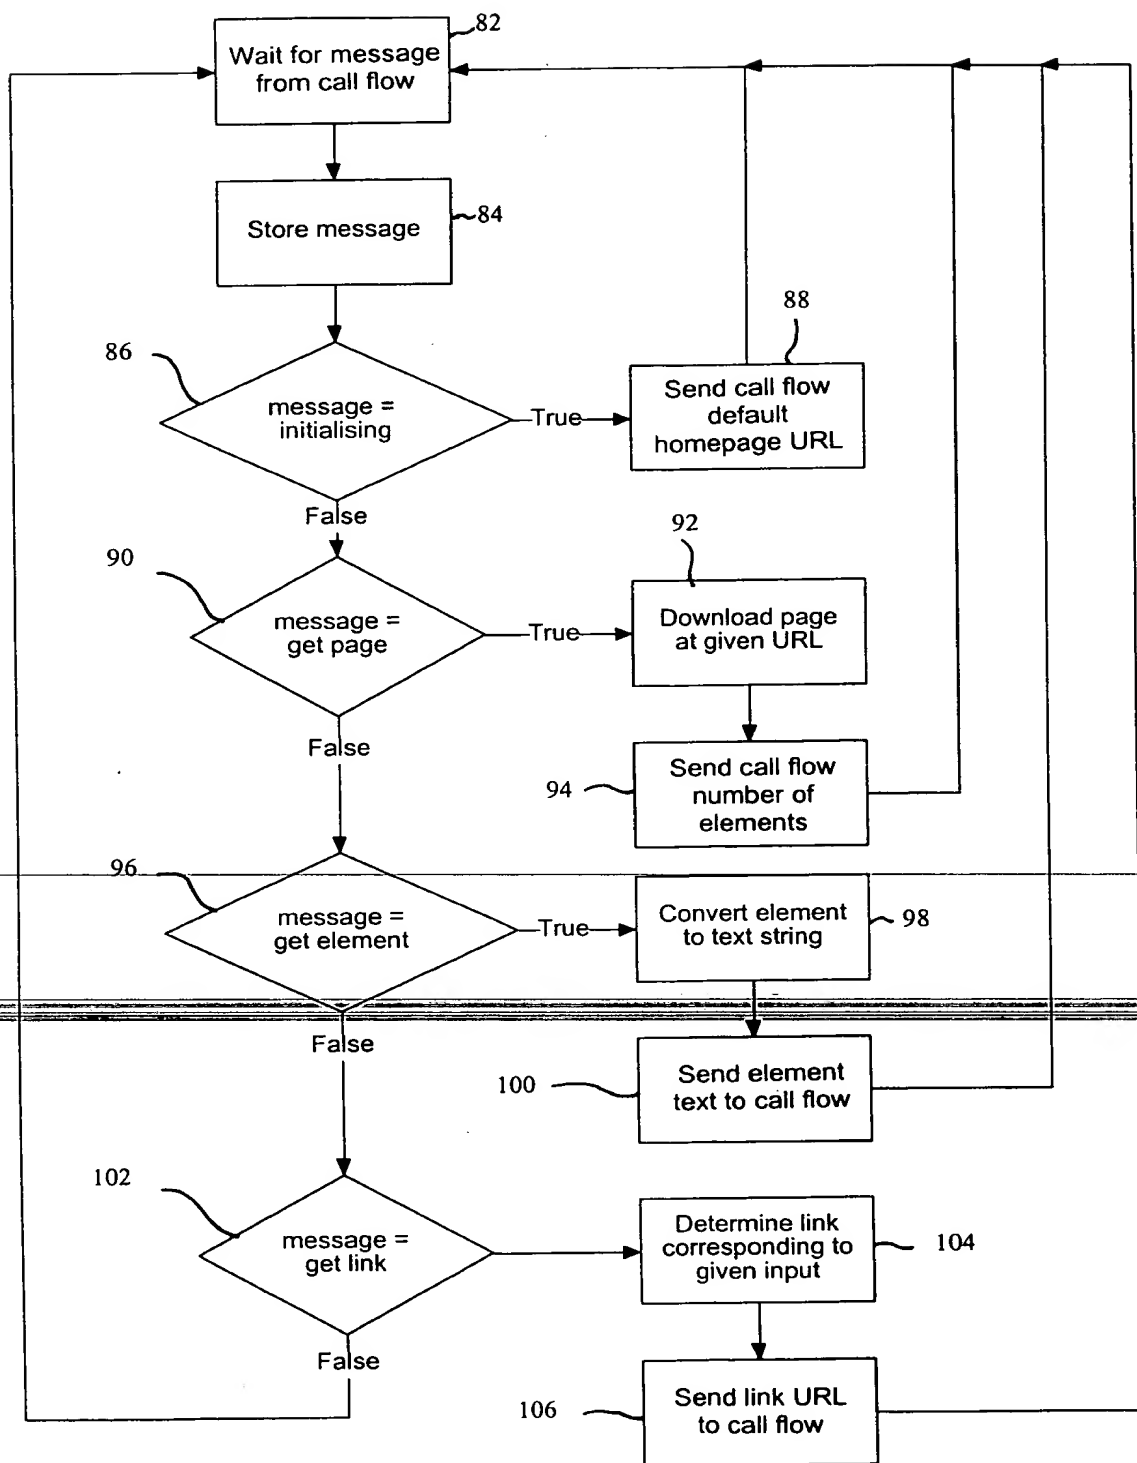 82
Wait for message
from call flow
Store message
84
86
message =
initialising
True
88
Send call flow
default
homepage URL
False
90
message =
get page
True
92
Download page
at given URL
False
94
Send call flow
number of
elements
96
message =
get element
True
Convert element
to text string
98
False
100
Send element
text to call flow
102
message =
get link
Determine link
corresponding to
given input
104
False
106
Send link URL
to call flow